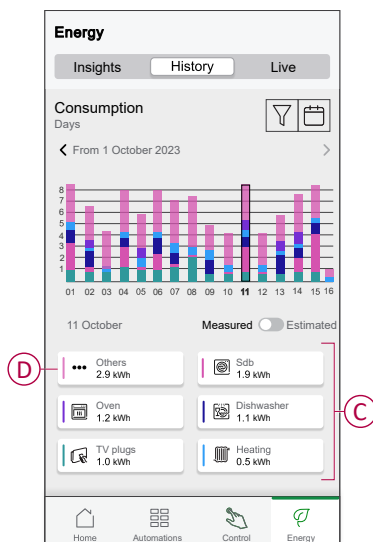 Energy
Insights History Live
Consumption
Days
From 1 October 2023
8
7
6
5
4
3
2
1
01 02 03 04 05 06 07 08 09 10 11 12 13 14 15 16
11 October Measured Estimated
D
Others
2.9 kWh
Sdb
1.9 kWh
C
Oven
1.2 kWh
Dishwasher
1.1 kWh
TV plugs
1.0 kWh
Heating
0.5 kWh
Home Automations Control Energy